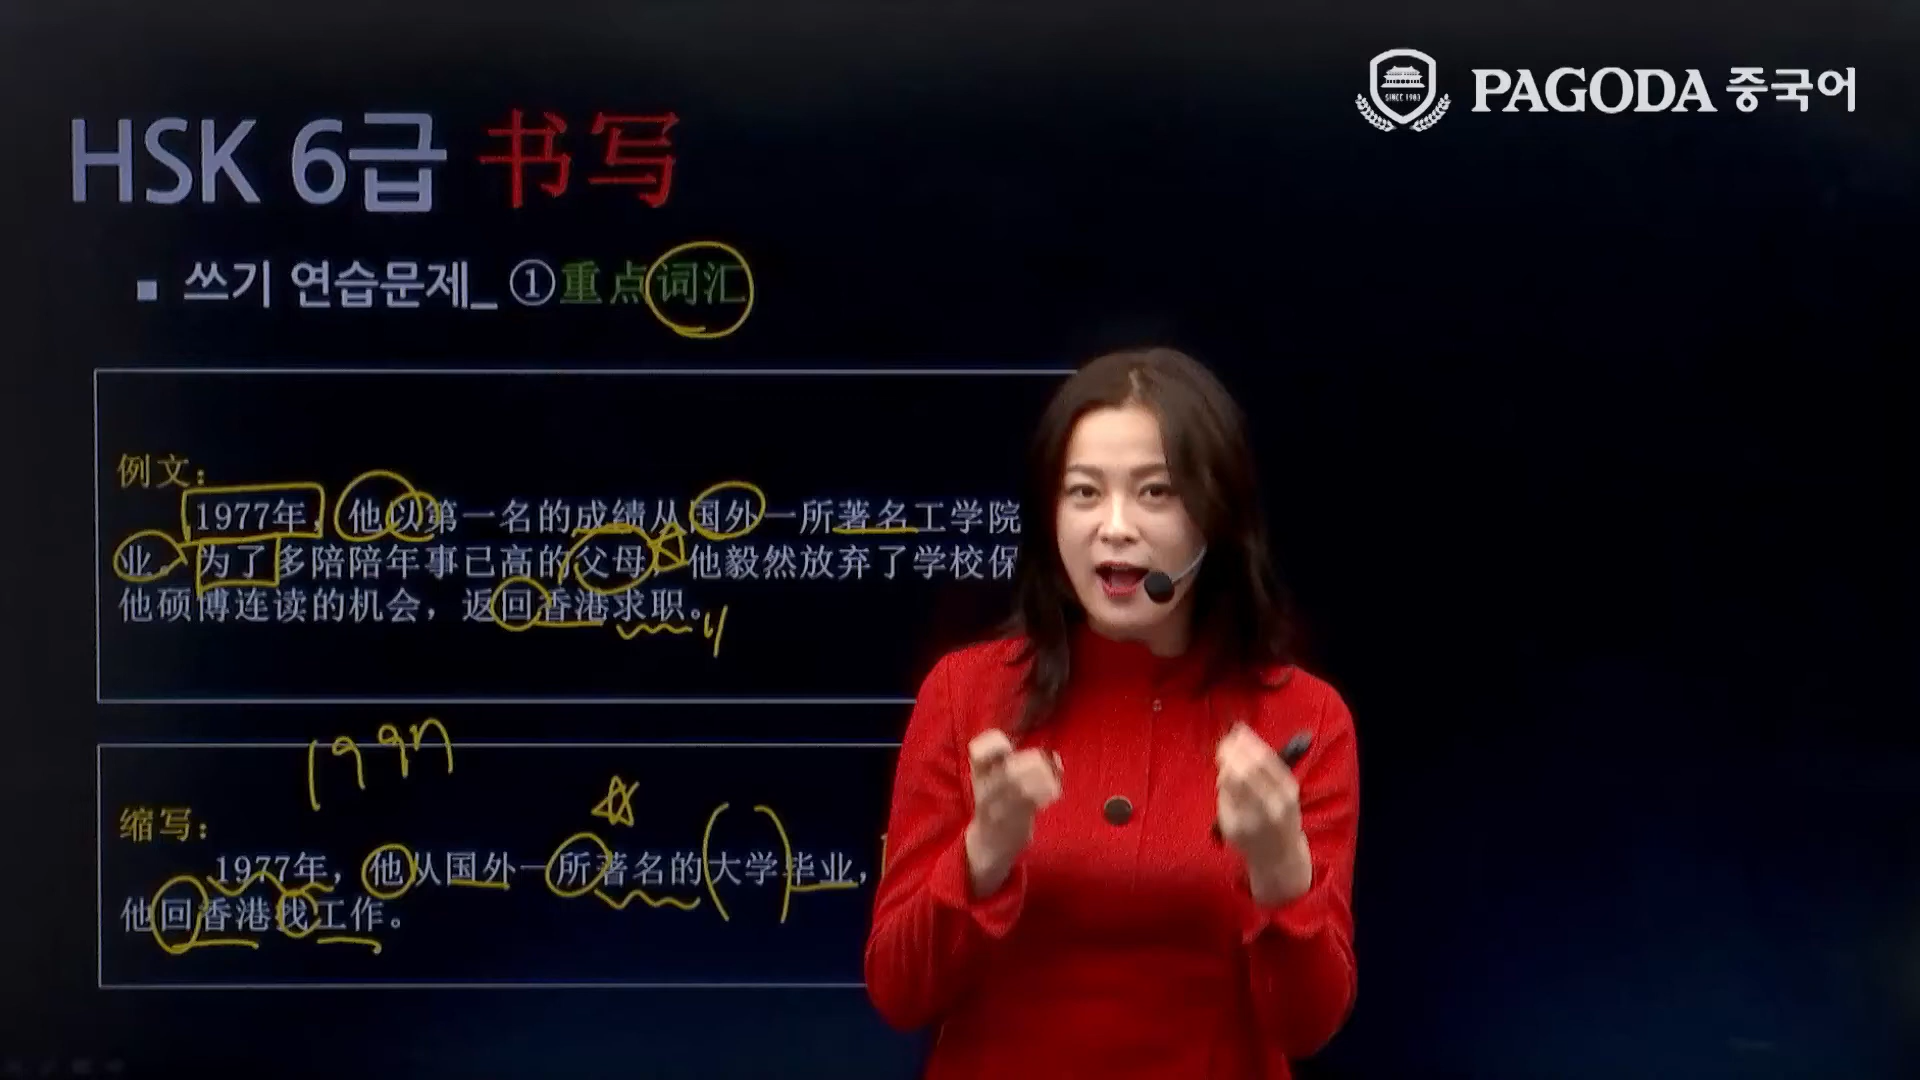 SINCE 1983
PAGODA 중국어
HSK 6급 书写
쓰기 연습문제_ ①重点词汇
例文：
1977年，他以第一名的成绩从国外一所著名工学院
业。为了多陪陪年事已高的父母，他毅然放弃了学校保
他硕博连读的机会，返回香港求职。
199
缩写：
1977年，他从国外一所著名的大学毕业，
他回香港找工作。